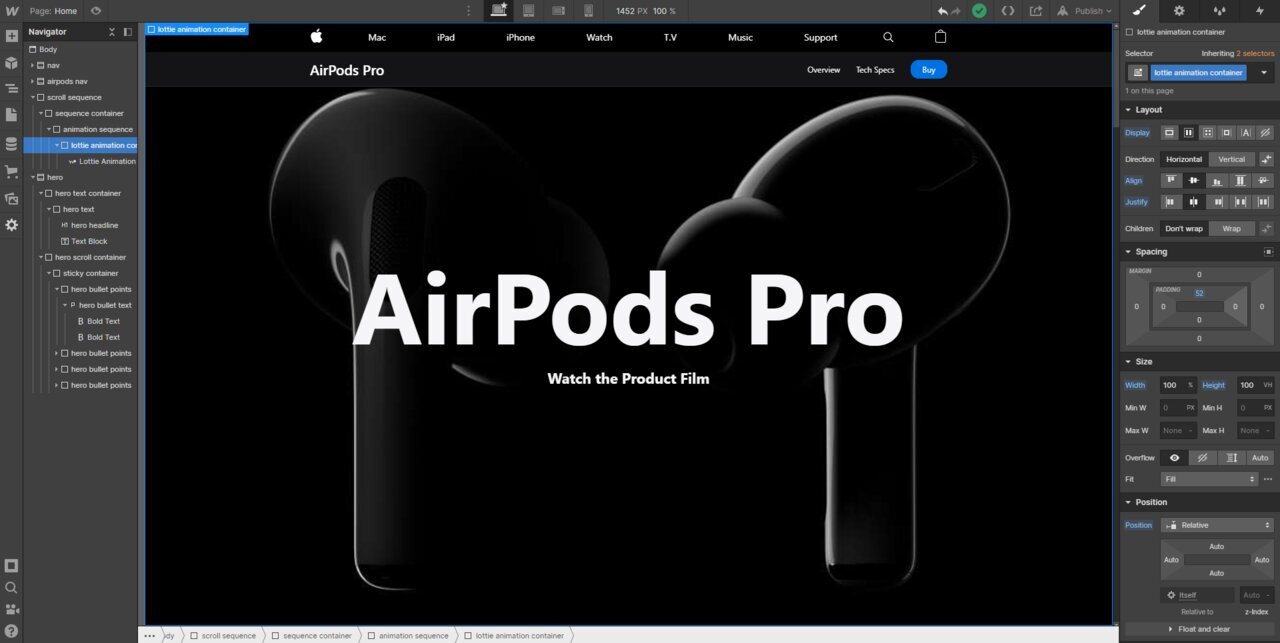 Page: Home
1452 PX 100 %
Publish
Navigator
Body
nav
airpods nav
scroll sequence
sequence container
animation sequence
lottie animation con
Lottie Animation
hero
hero text container
hero text
H1 hero headline
Text Block
hero scroll container
sticky container
hero bullet points
P hero bullet text
B Bold Text
B Bold Text
hero bullet points
hero bullet points
hero bullet points
lottie animation container
Mac iPad iPhone Watch T.V Music Support
AirPods Pro
Overview Tech Specs Buy
AirPods Pro
Watch the Product Film
dy scroll sequence sequence container animation sequence lottie animation container
lottie animation container
Selector Inheriting 2 selectors
lottie animation container
1 on this page
Layout
Display
Direction Horizontal Vertical
Align
Justify
Children Don't wrap Wrap
Spacing
MARGIN 0
PADDING 52
0 0 0 0
0
0
Size
Width 100 % Height 100 VH
Min W 0 PX Min H 0 PX
Max W None - Max H None -
Overflow Auto
Fit Fill
Position
Position Relative
Auto
Auto Auto
Auto
Itself Auto -
Relative to z-Index
Float and clear